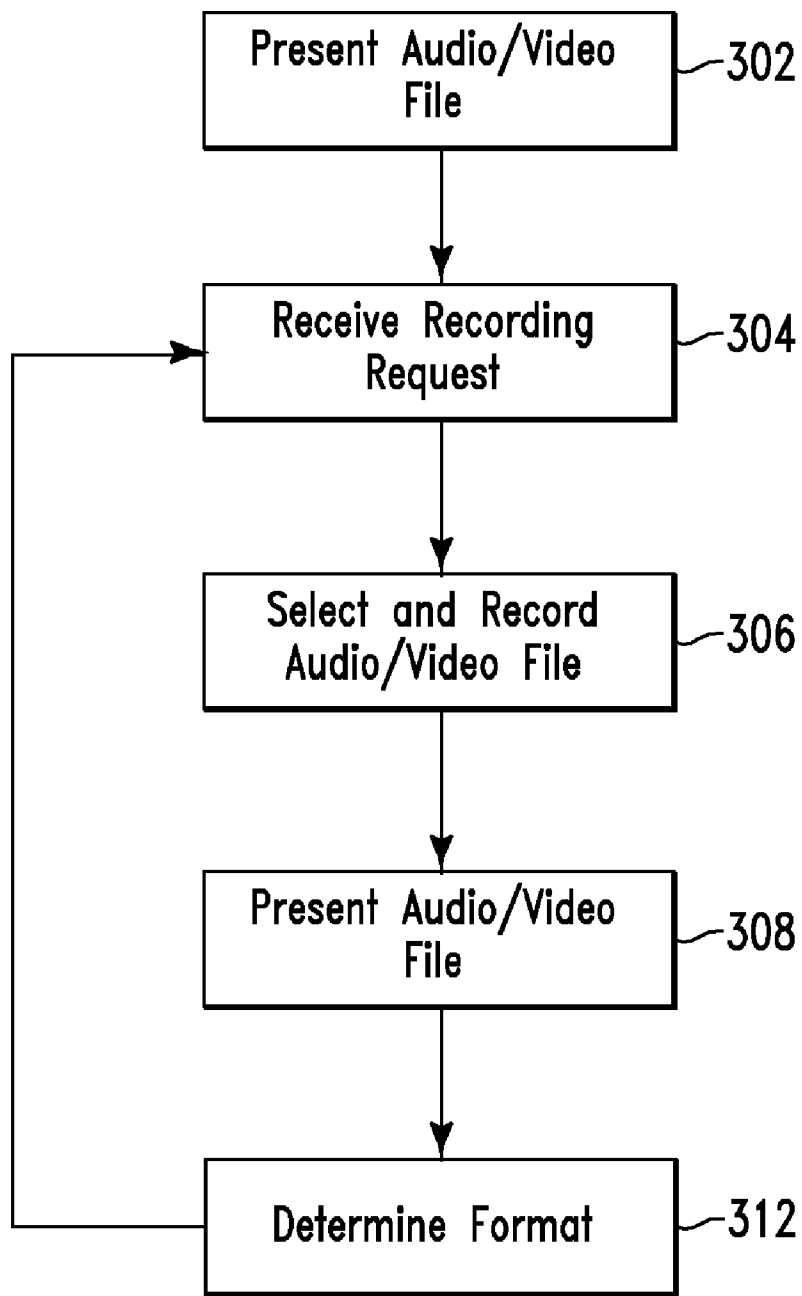 Present Audio/Video
File
302
Receive Recording
Request
304
Select and Record
Audio/Video File
306
Present Audio/Video
File
308
Determine Format
312